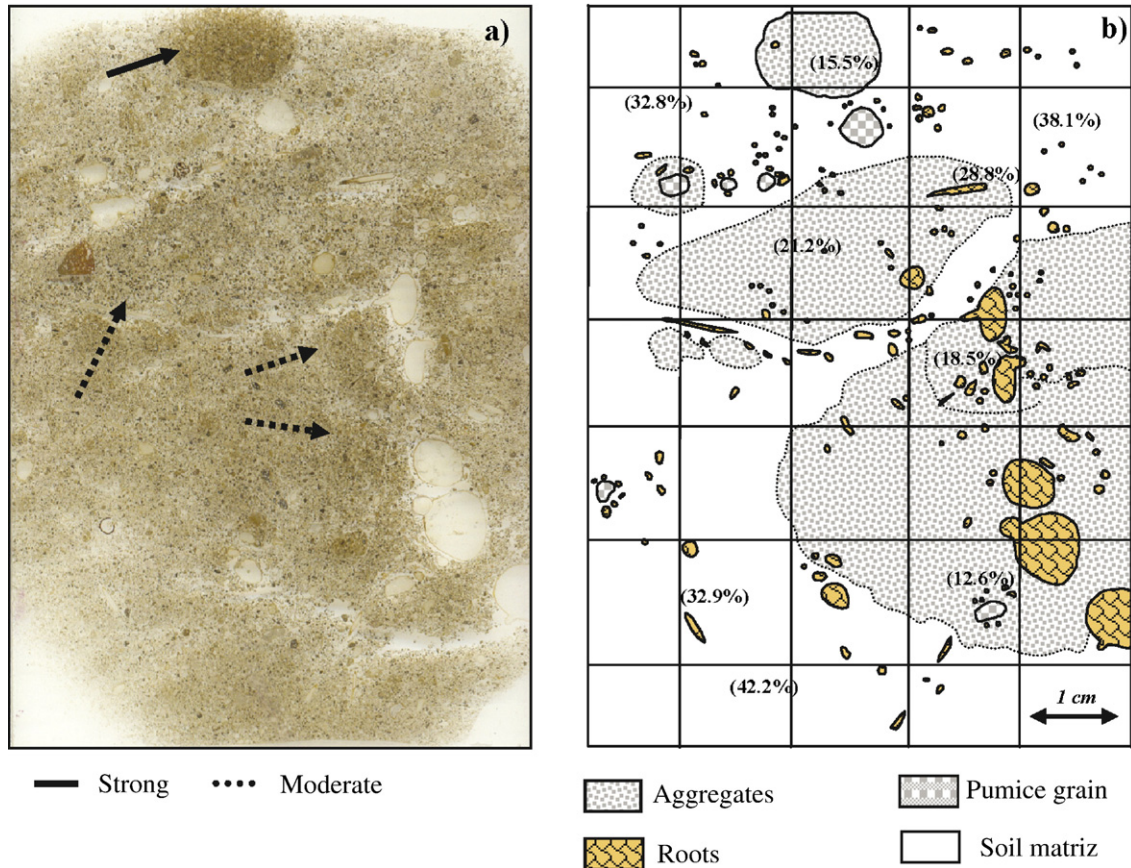 a)
b)
(15.5%)
(32.8%)
(38.1%)
(28.8%)
(21.2%)
(18.5%)
(12.6%)
(32.9%)
(42.2%)
1 cm
Strong
Moderate
Aggregates
Pumice grain
Roots
Soil matriz